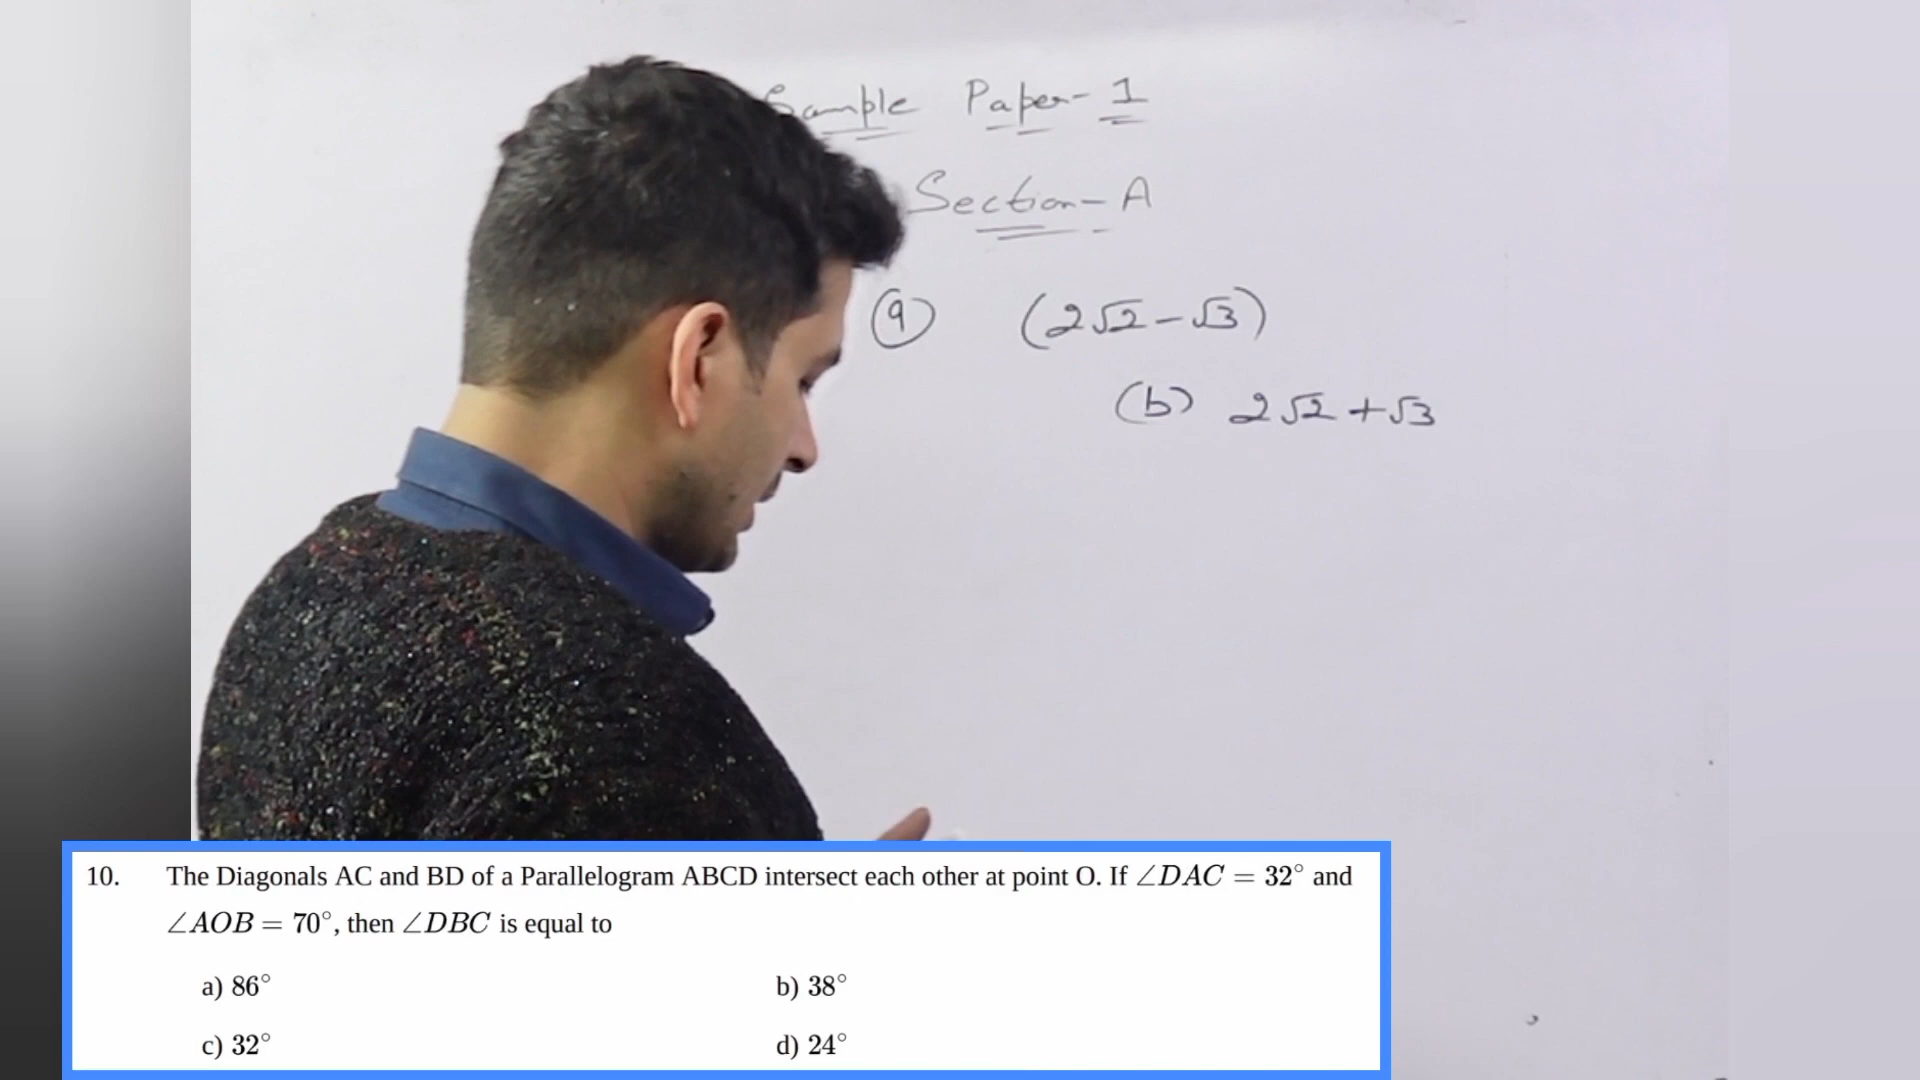 Sample Paper-1
Section-A
9 (2√2-√3)
(b) 2√2+√3
10. The Diagonals AC and BD of a Parallelogram ABCD intersect each other at point O. If ∠DAC = 32° and
∠AOB = 70°, then ∠DBC is equal to
a) 86° b) 38°
c) 32° d) 24°